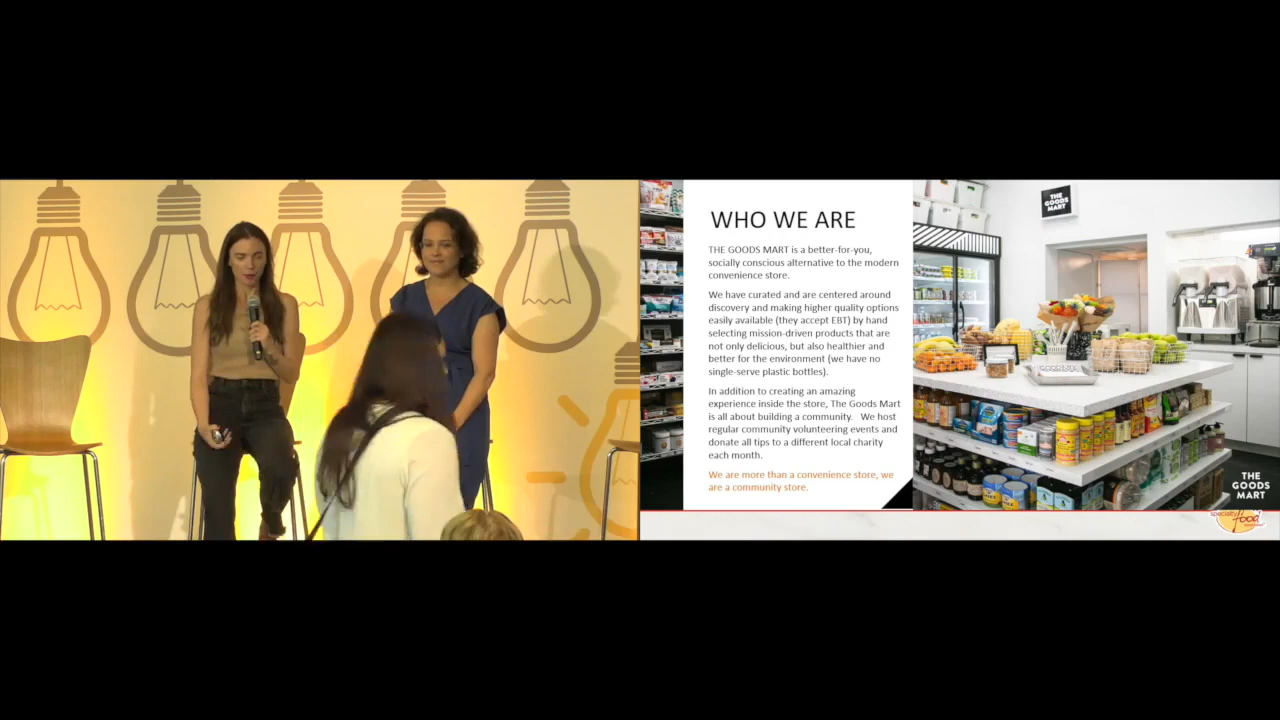 WHO WE ARE
THE GOODS MART is a better-for-you,
socially conscious alternative to the modern
convenience store.
We have curated and are centered around
discovery and making higher quality options
easily available (they accept EBT) by hand
selecting mission-driven products that are
not only delicious, but also healthier and
better for the environment (we have no
single-serve plastic bottles).
In addition to creating an amazing
experience inside the store, The Goods Mart
is all about building a community. We host
regular community volunteering events and
donate all tips to a different local charity
each month.
We are more than a convenience store, we
are a community store.
THE
GOODS
MART
THE
GOODS
MART
specialty
food